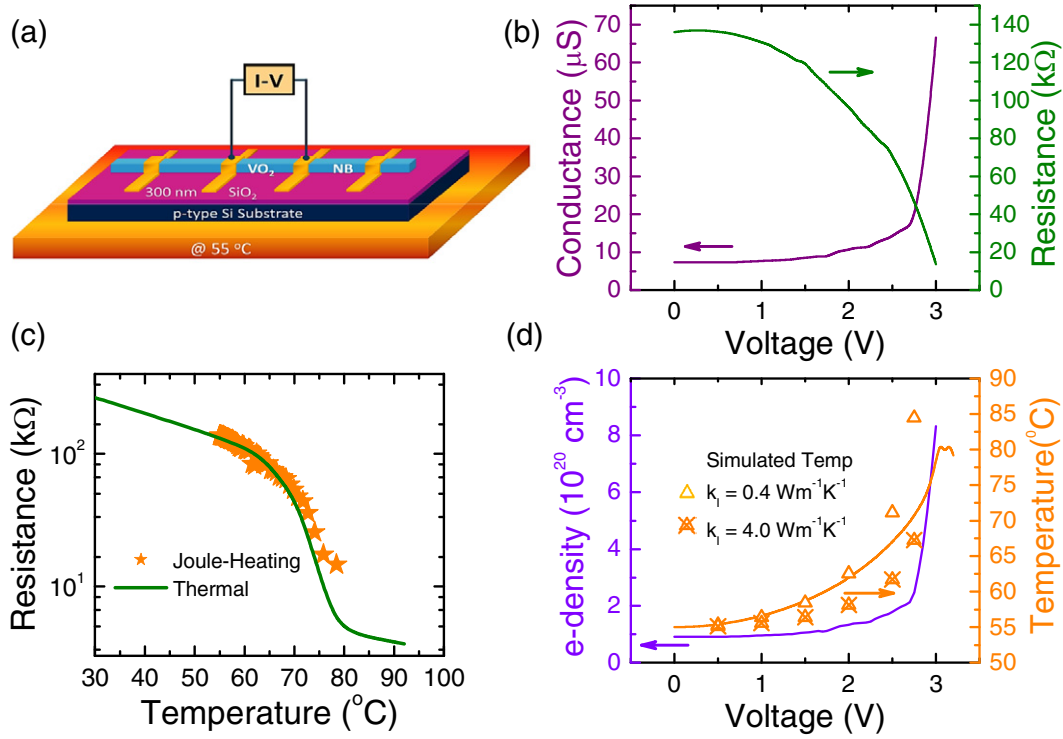 (a)
I-V
VO₂
NB
300 nm
SiO₂
p-type Si Substrate
@ 55 °C
(b)
70
60
50
40
30
20
10
0
Conductance (μS)
140
120
100
80
60
40
20
0
Resistance (kΩ)
0
1
2
3
Voltage (V)
(c)
Resistance (kΩ)
10²
10¹
Joule-Heating
Thermal
30
40
50
60
70
80
90
100
Temperature (°C)
(d)
e-density (10²⁰ cm⁻³)
10
8
6
4
2
0
Simulated Temp
kₗ = 0.4 Wm⁻¹K⁻¹
kₗ = 4.0 Wm⁻¹K⁻¹
90
85
80
75
70
65
60
55
50
Temperature(⁰C)
0
1
2
3
Voltage (V)